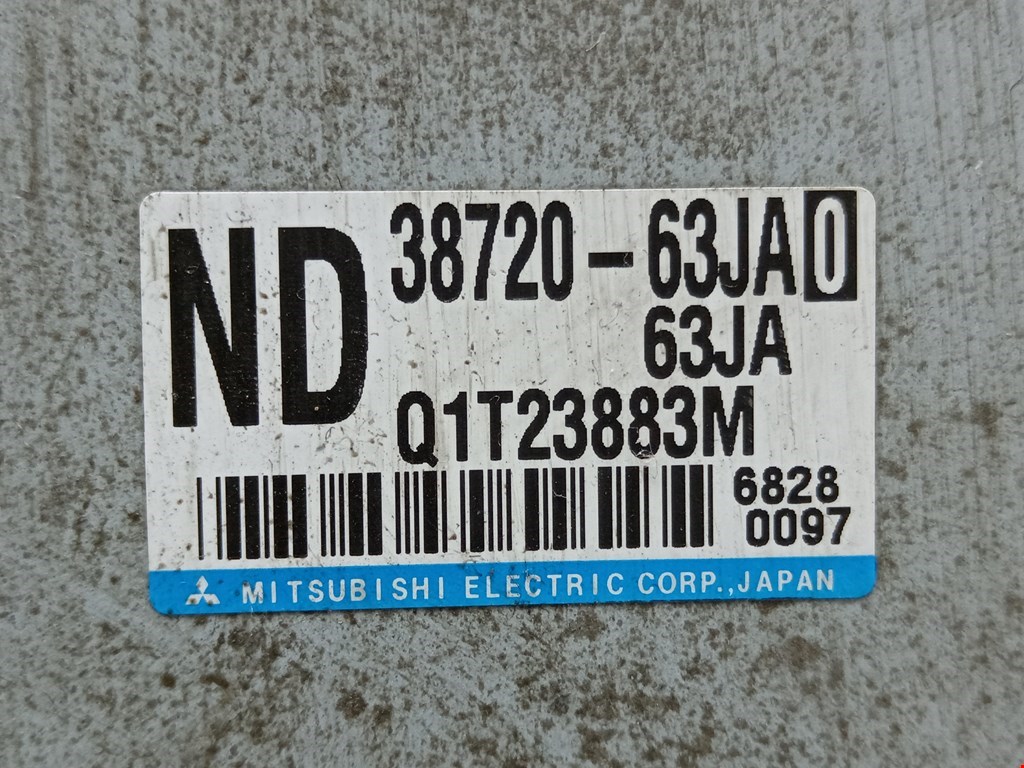 ND
38720-63JA0
63JA
Q1T23883M
6828
0097
MITSUBISHI ELECTRIC CORP.,JAPAN